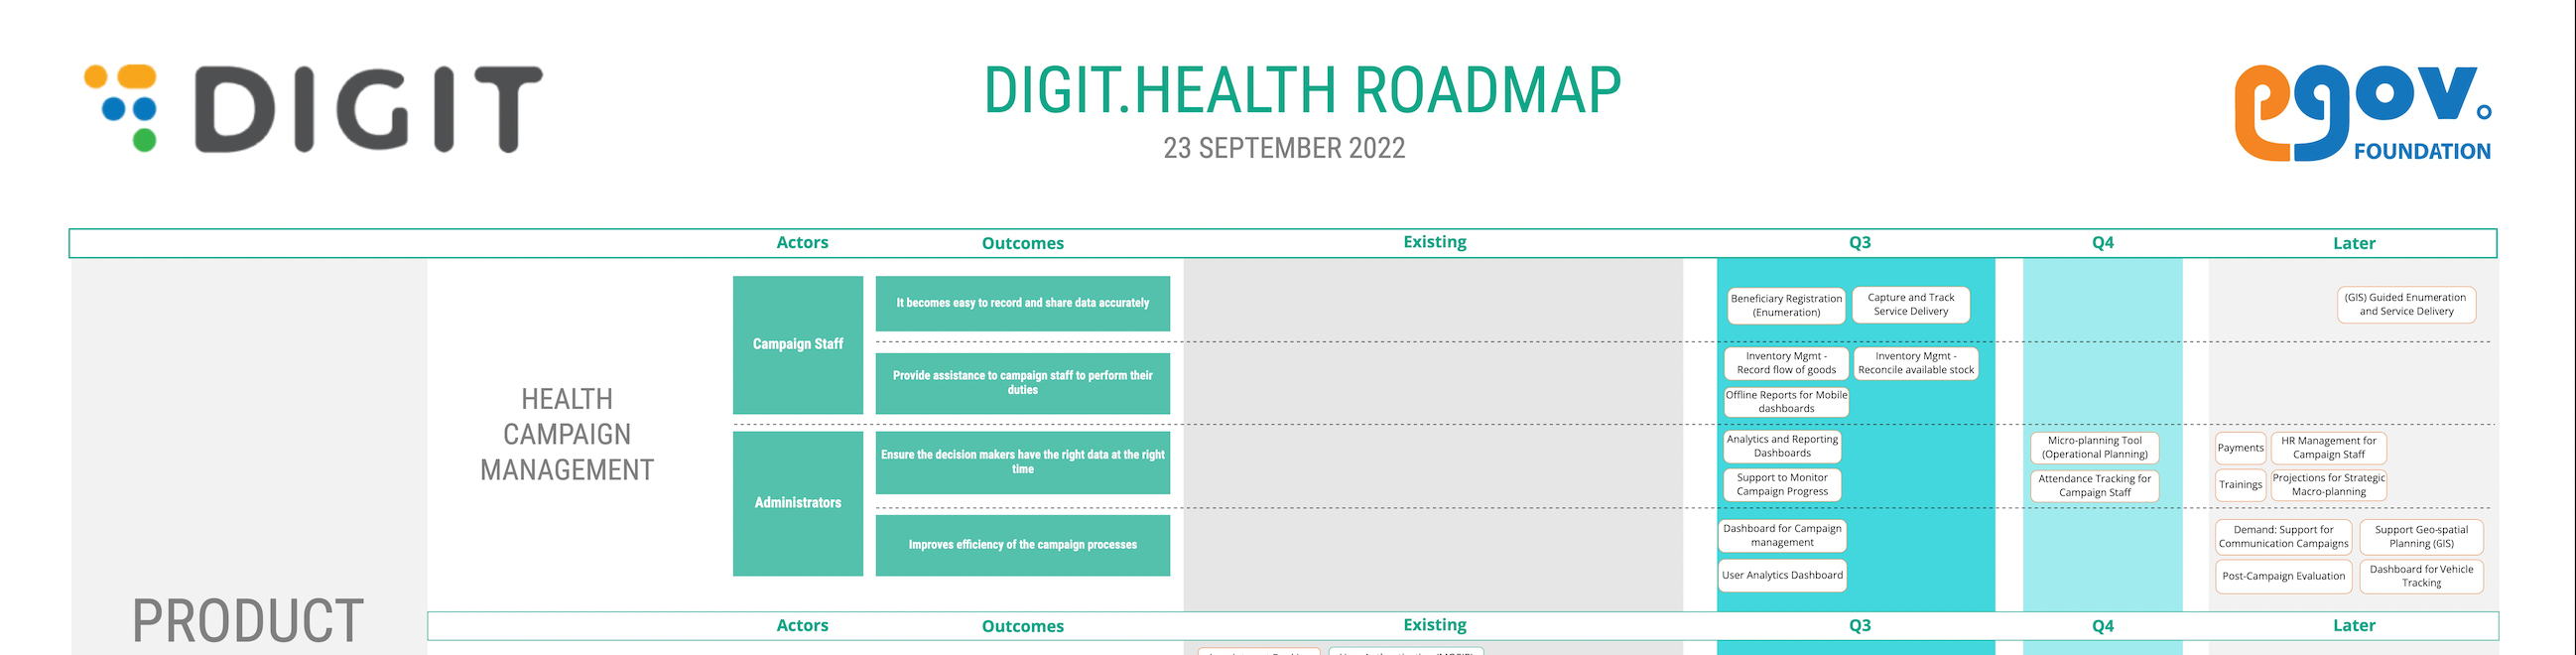 DIGIT
DIGIT.HEALTH ROADMAP
23 SEPTEMBER 2022
egov.
FOUNDATION
Actors Outcomes Existing Q3 Q4 Later
PRODUCT
HEALTH
CAMPAIGN
MANAGEMENT
Campaign Staff
It becomes easy to record and share data accurately
Beneficiary Registration
(Enumeration)
Capture and Track
Service Delivery
(GIS) Guided Enumeration
and Service Delivery
Provide assistance to campaign staff to perform their
duties
Inventory Mgmt -
Record flow of goods
Inventory Mgmt -
Reconcile available stock
Offline Reports for Mobile
dashboards
Administrators
Ensure the decision makers have the right data at the right
time
Analytics and Reporting
Dashboards
Support to Monitor
Campaign Progress
Micro-planning Tool
(Operational Planning)
Attendance Tracking for
Campaign Staff
Payments
HR Management for
Campaign Staff
Trainings
Projections for Strategic
Macro-planning
Improves efficiency of the campaign processes
Dashboard for Campaign
management
User Analytics Dashboard
Demand: Support for
Communication Campaigns
Support Geo-spatial
Planning (GIS)
Post-Campaign Evaluation
Dashboard for Vehicle
Tracking
Actors Outcomes Existing Q3 Q4 Later